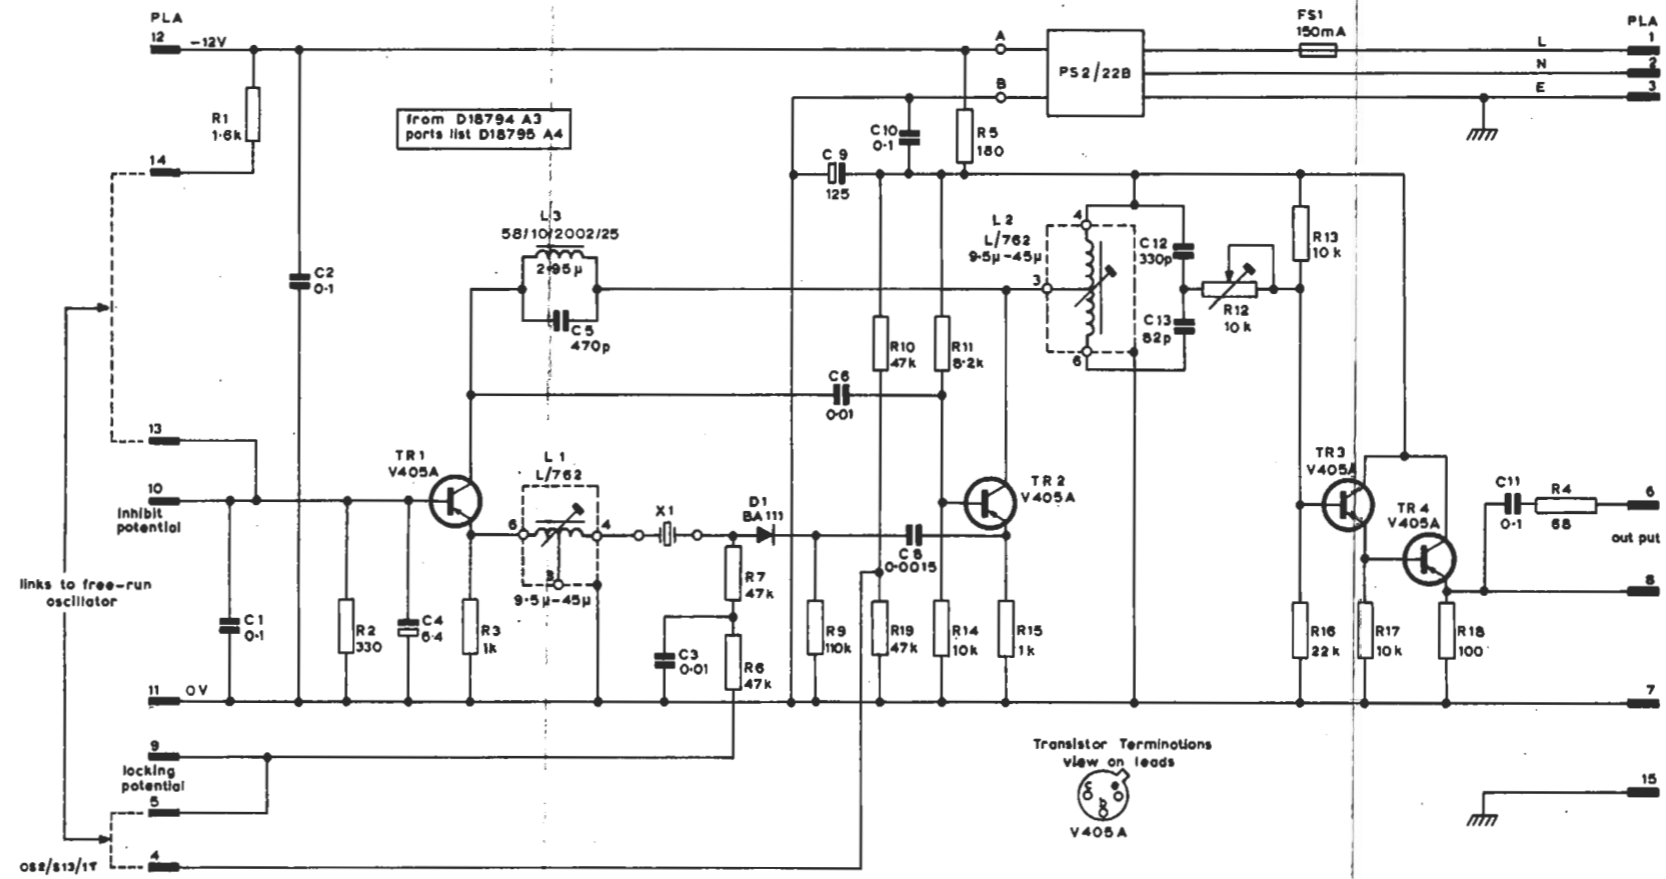 PLA
12
-12V
R1
1.6k
14
from D18794 A3
parts list D18795 A4
C2
0·1
L3
58/10/2002/25
2·95µ
C5
470p
A
B
PS2/22B
FS1
150mA
L
N
E
PLA
1
2
3
C10
0·1
R5
180
C9
125
L2
L/762
9·5µ-45µ
4
3
6
C12
330p
C13
82p
R12
10k
R13
10k
R10
47k
R11
8·2k
C6
0·01
13
10
Inhibit
potential
TR1
V405A
L1
L/762
6
4
3
9·5µ-45µ
X1
D1
BA111
R7
47k
C8
0·0015
TR2
V405A
TR3
V405A
TR4
V405A
C11
0·1
R4
68
6
out put
8
links to free-run
oscillator
C1
0·1
R2
330
C4
6·4
R3
1k
C3
0·01
R6
47k
R9
110k
R19
47k
R14
10k
R15
1k
R16
22k
R17
10k
R18
100
11
0V
7
9
locking
potential
5
4
OS2/513/1T
Transistor Terminations
view on leads
c
e
b
V405A
15